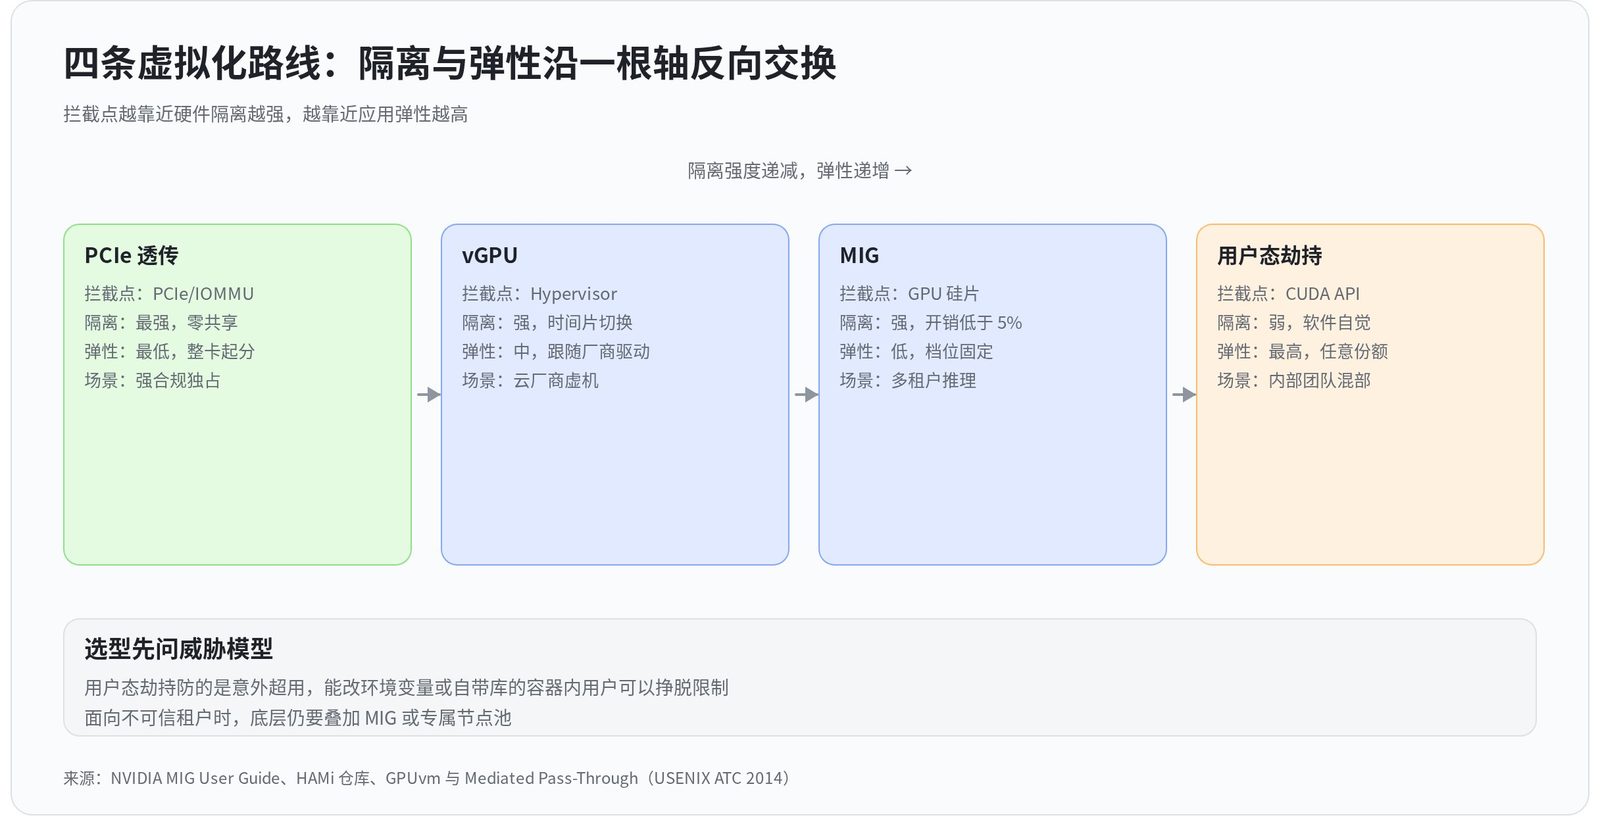 四条虚拟化路线：隔离与弹性沿一根轴反向交换
拦截点越靠近硬件隔离越强，越靠近应用弹性越高
隔离强度递减，弹性递增 →
PCIe 透传
拦截点：PCIe/IOMMU
隔离：最强，零共享
弹性：最低，整卡起分
场景：强合规独占
vGPU
拦截点：Hypervisor
隔离：强，时间片切换
弹性：中，跟随厂商驱动
场景：云厂商虚机
MIG
拦截点：GPU 硅片
隔离：强，开销低于 5%
弹性：低，档位固定
场景：多租户推理
用户态劫持
拦截点：CUDA API
隔离：弱，软件自觉
弹性：最高，任意份额
场景：内部团队混部
选型先问威胁模型
用户态劫持防的是意外超用，能改环境变量或自带库的容器内用户可以挣脱限制
面向不可信租户时，底层仍要叠加 MIG 或专属节点池
来源：NVIDIA MIG User Guide、HAMi 仓库、GPUvm 与 Mediated Pass-Through（USENIX ATC 2014）